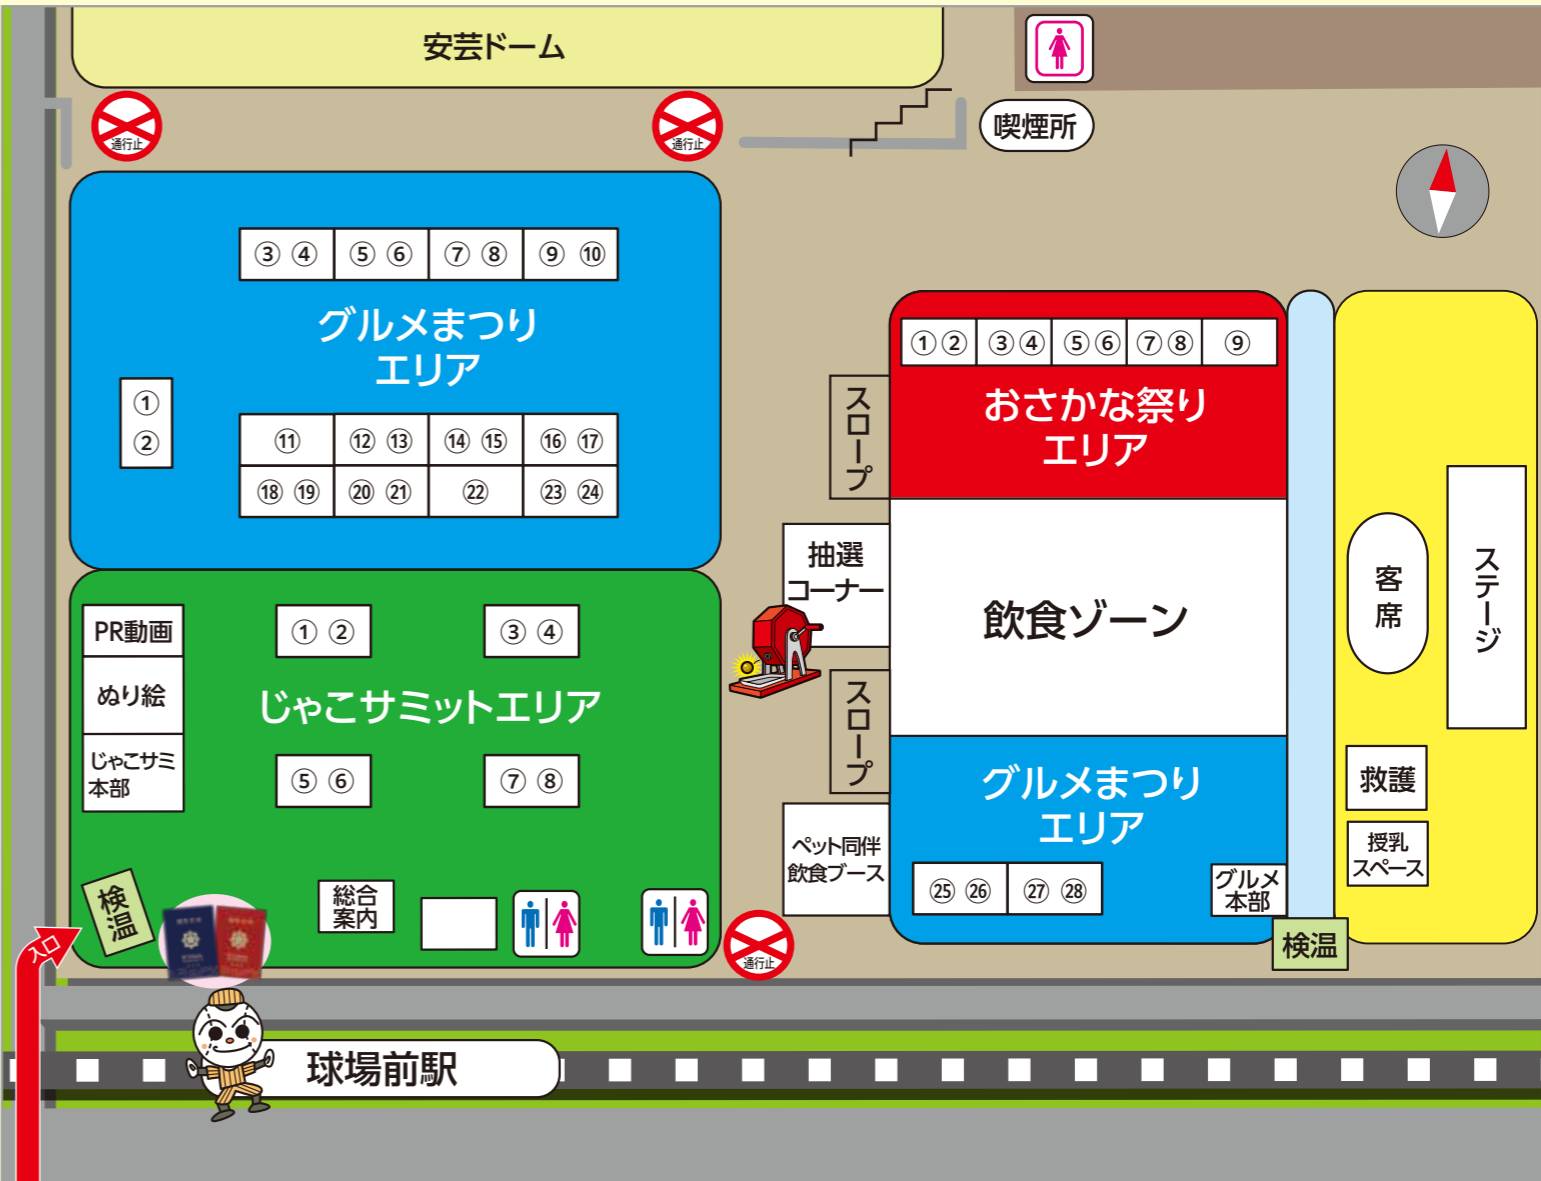 安芸ドーム
通行止
通行止
喫煙所
③ ④ ⑤ ⑥ ⑦ ⑧ ⑨ ⑩
グルメまつり
エリア
①
②
⑪ ⑫ ⑬ ⑭ ⑮ ⑯ ⑰
⑱ ⑲ ⑳ ㉑ ㉒ ㉓ ㉔
① ② ③ ④ ⑤ ⑥ ⑦ ⑧ ⑨
おさかな祭り
エリア
スロープ
抽選
コーナー
飲食ゾーン
スロープ
客席
ステージ
PR動画
ぬり絵
じゃこサミ
本部
① ② ③ ④
じゃこサミットエリア
⑤ ⑥ ⑦ ⑧
グルメまつり
エリア
ペット同伴
飲食ブース
㉕ ㉖ ㉗ ㉘
グルメ
本部
救護
授乳
スペース
検温
検温
総合
案内
通行止
入口
球場前駅